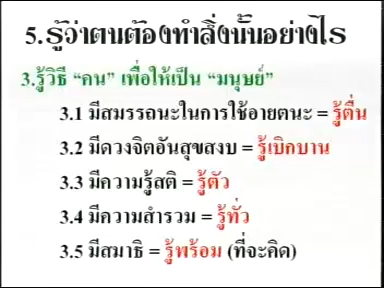 5.รู้ว่าตนต้องทำสิ่งนั้นอย่างไร
3.รู้วิธี “คน” เพื่อให้เป็น “มนุษย์”
3.1 มีสมรรถนะในการใช้อายตนะ = รู้ตื่น
3.2 มีดวงจิตอันสุขสงบ = รู้เบิกบาน
3.3 มีความรู้สติ = รู้ตัว
3.4 มีความสำรวม = รู้ทั่ว
3.5 มีสมาธิ = รู้พร้อม (ที่จะคิด)